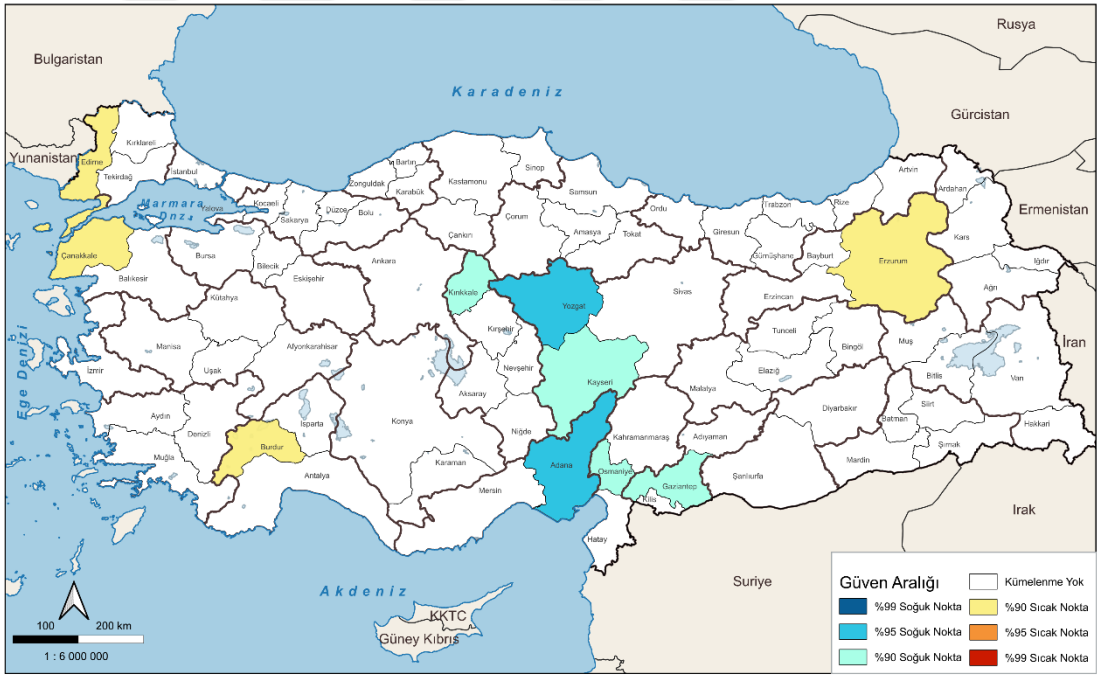 Rusya
Bulgaristan
Karadeniz
Gürcistan
Yunanistan
Kırklareli
Edirne
Tekirdağ
İstanbul
Marmara
Dnz.
Yalova
Kocaeli
Sakarya
Düzce
Bolu
Zonguldak
Bartın
Karabük
Kastamonu
Sinop
Samsun
Çankırı
Çorum
Amasya
Tokat
Ordu
Giresun
Trabzon
Rize
Gümüşhane
Bayburt
Artvin
Ardahan
Kars
Ermenistan
Iğdır
Erzurum
Ağrı
Çanakkale
Balıkesir
Bursa
Bilecik
Eskişehir
Ankara
Kırıkkale
Yozgat
Sivas
Erzincan
Tunceli
Bingöl
Muş
İran
Kütahya
Kırşehir
Manisa
Afyonkarahisar
Uşak
İzmir
Nevşehir
Aksaray
Kayseri
Malatya
Elazığ
Bitlis
Van
Ege Denizi
Aydın
Denizli
Isparta
Burdur
Konya
Niğde
Kahramanmaraş
Adıyaman
Diyarbakır
Batman
Siirt
Şırnak
Hakkari
Muğla
Antalya
Karaman
Mersin
Adana
Osmaniye
Gaziantep
Kilis
Şanlıurfa
Mardin
Hatay
Irak
Suriye
Akdeniz
KKTC
Güney Kıbrıs
100 200 km
1 : 6 000 000
Güven Aralığı
%99 Soğuk Nokta
%95 Soğuk Nokta
%90 Soğuk Nokta
Kümelenme Yok
%90 Sıcak Nokta
%95 Sıcak Nokta
%99 Sıcak Nokta